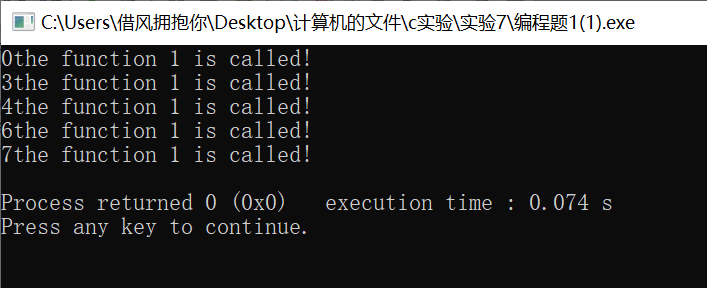 C:\Users\借风拥抱你\Desktop\计算机的文件\c实验\实验7\编程题1(1).exe
0the function 1 is called!
3the function 1 is called!
4the function 1 is called!
6the function 1 is called!
7the function 1 is called!
Process returned 0 (0x0)   execution time : 0.074 s
Press any key to continue.